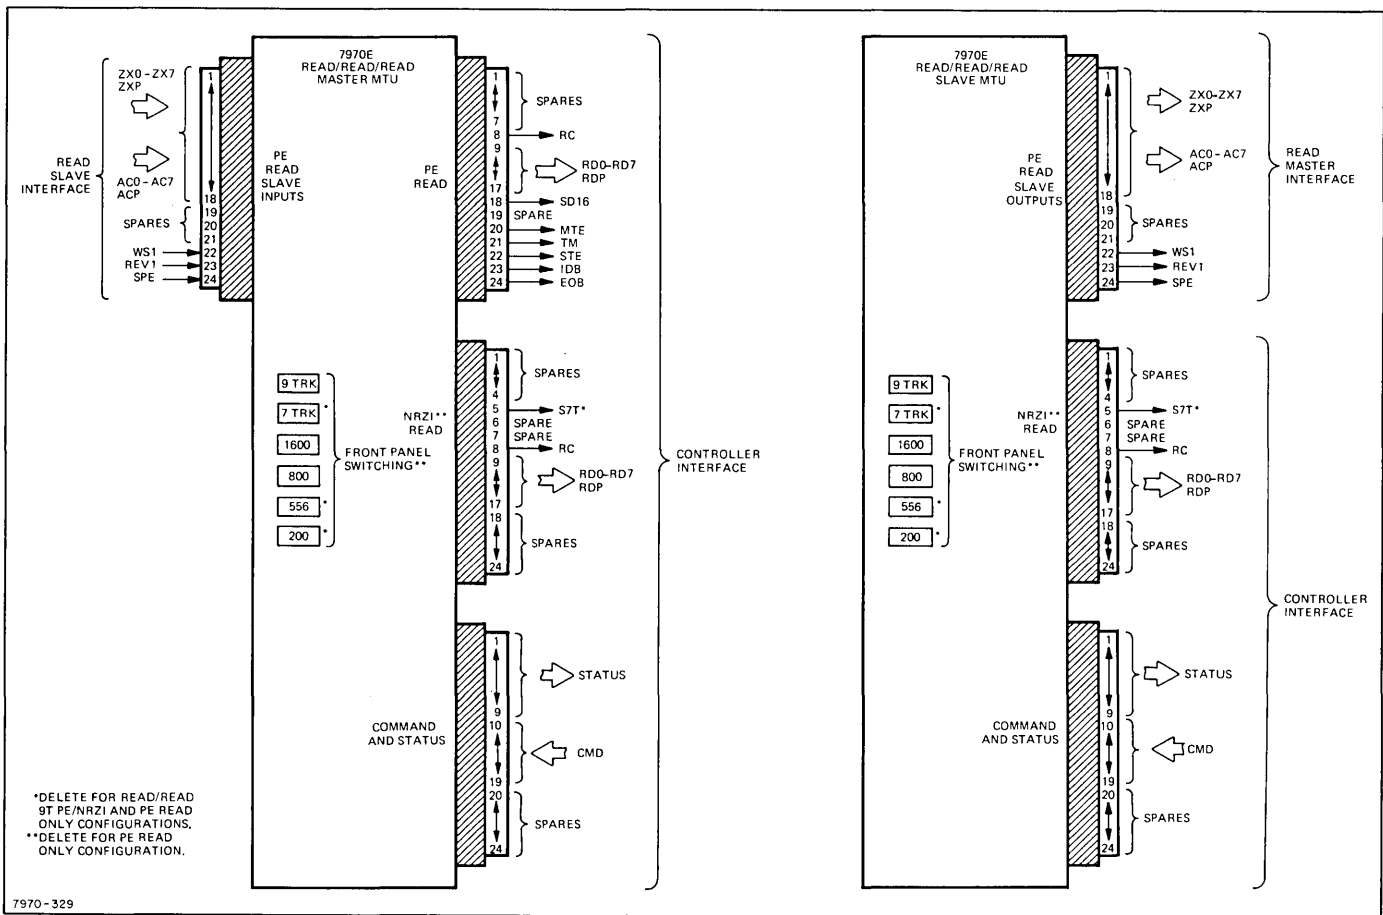 7970E
READ/READ/READ
MASTER MTU
READ
SLAVE
INTERFACE
ZX0-ZX7
ZXP
AC0-AC7
ACP
SPARES
WS1
REV1
SPE
1
18
19
20
21
22
23
24
PE
READ
SLAVE
INPUTS
PE
READ
1
7
8
9
17
18
19
20
21
22
23
24
SPARES
RC
RD0-RD7
RDP
SD16
SPARE
MTE
TM
STE
IDB
EOB
9 TRK
7 TRK *
1600
800
556 *
200 *
FRONT PANEL
SWITCHING**
NRZI**
READ
1
4
5
6
7
8
9
17
18
24
SPARES
S7T*
SPARE
SPARE
RC
RD0-RD7
RDP
SPARES
CONTROLLER
INTERFACE
COMMAND
AND STATUS
1
9
10
19
20
24
STATUS
CMD
SPARES
*DELETE FOR READ/READ
9T PE/NRZI AND PE READ
ONLY CONFIGURATIONS.
**DELETE FOR PE READ
ONLY CONFIGURATION.
7970-329
7970E
READ/READ/READ
SLAVE MTU
PE
READ
SLAVE
OUTPUTS
1
18
19
20
21
22
23
24
ZX0-ZX7
ZXP
AC0-AC7
ACP
SPARES
WS1
REV1
SPE
READ
MASTER
INTERFACE
9 TRK
7 TRK *
1600
800
556 *
200 *
FRONT PANEL
SWITCHING**
NRZI**
READ
1
4
5
6
7
8
9
17
18
24
SPARES
S7T*
SPARE
SPARE
RC
RD0-RD7
RDP
SPARES
CONTROLLER
INTERFACE
COMMAND
AND STATUS
1
9
10
19
20
24
STATUS
CMD
SPARES